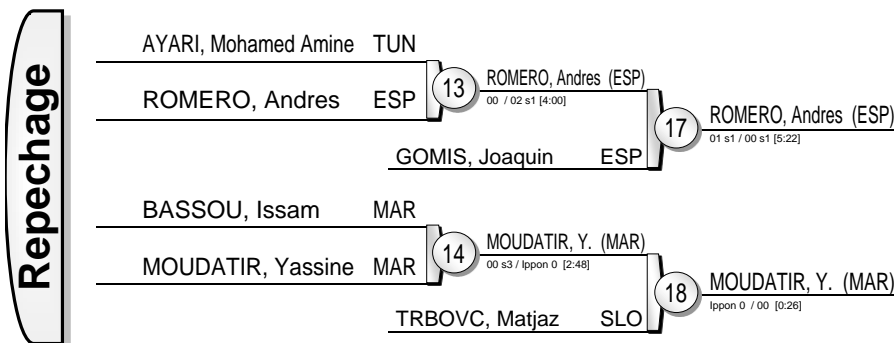 Repechage
AYARI, Mohamed Amine TUN
ROMERO, Andres ESP
13
ROMERO, Andres (ESP)
00 / 02 s1 [4:00]
GOMIS, Joaquin ESP
17
ROMERO, Andres (ESP)
01 s1 / 00 s1 [5:22]
BASSOU, Issam MAR
MOUDATIR, Yassine MAR
14
MOUDATIR, Y. (MAR)
00 s3 / Ippon 0 [2:48]
TRBOVC, Matjaz SLO
18
MOUDATIR, Y. (MAR)
Ippon 0 / 00 [0:26]